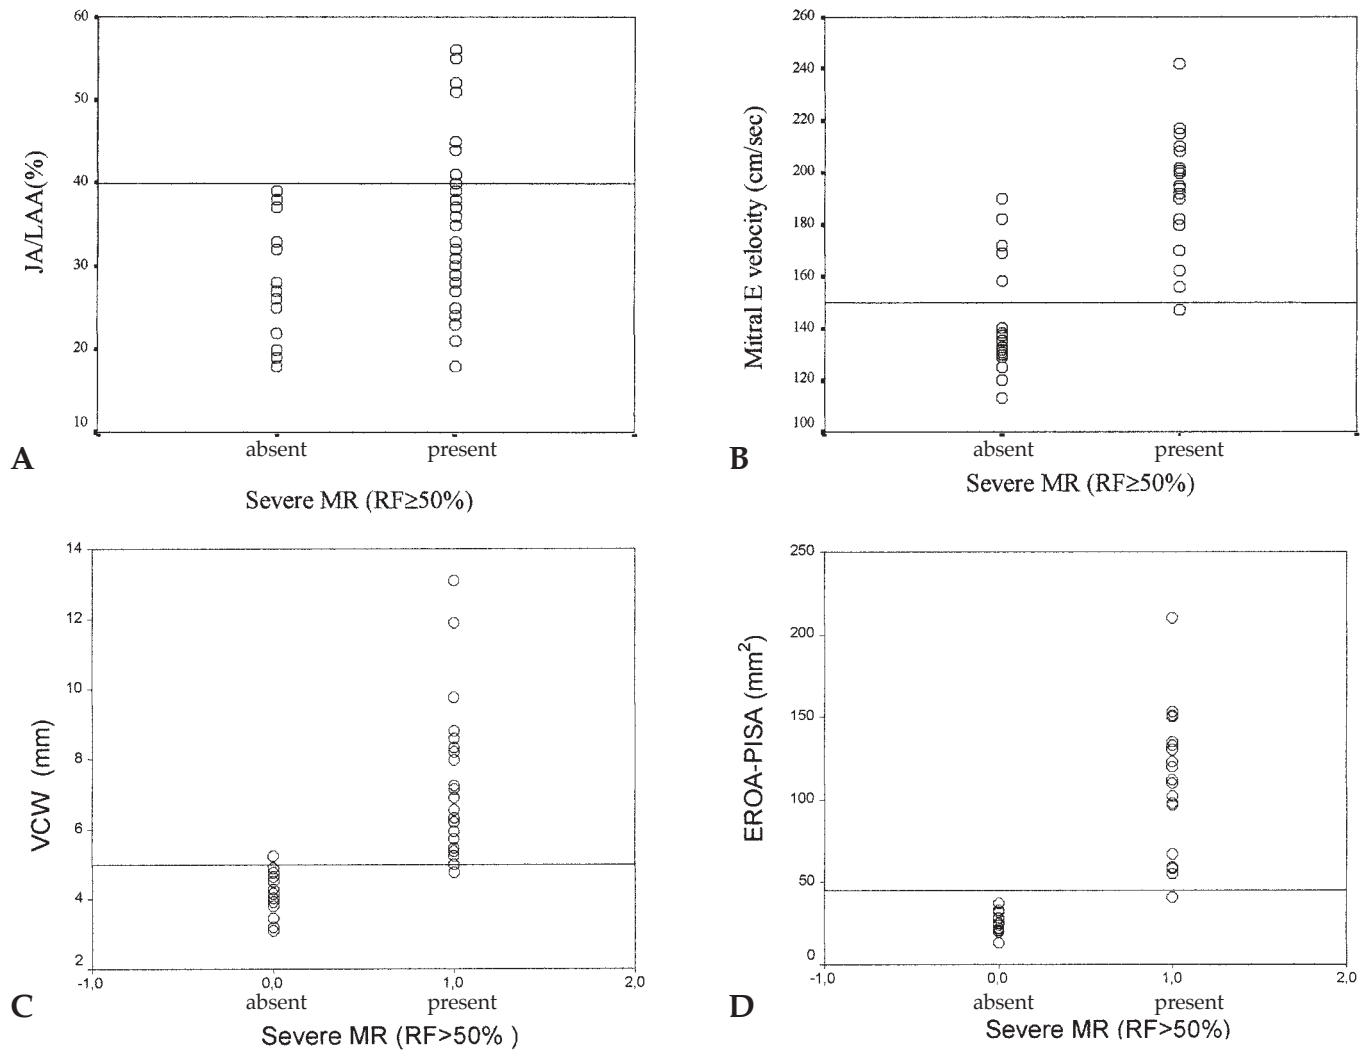 60
50
40
30
20
10
JA/LAA(%)
absent present
A
Severe MR (RF≥50%)
260
240
220
200
180
160
140
120
100
Mitral E velocity (cm/sec)
absent present
B
Severe MR (RF≥50%)
14
12
10
8
6
4
2
VCW (mm)
-1,0 0,0 1,0 2,0
absent present
C
Severe MR (RF>50% )
250
200
150
100
50
0
EROA-PISA (mm²)
-1,0 0,0 1,0 2,0
absent present
D
Severe MR (RF>50%)